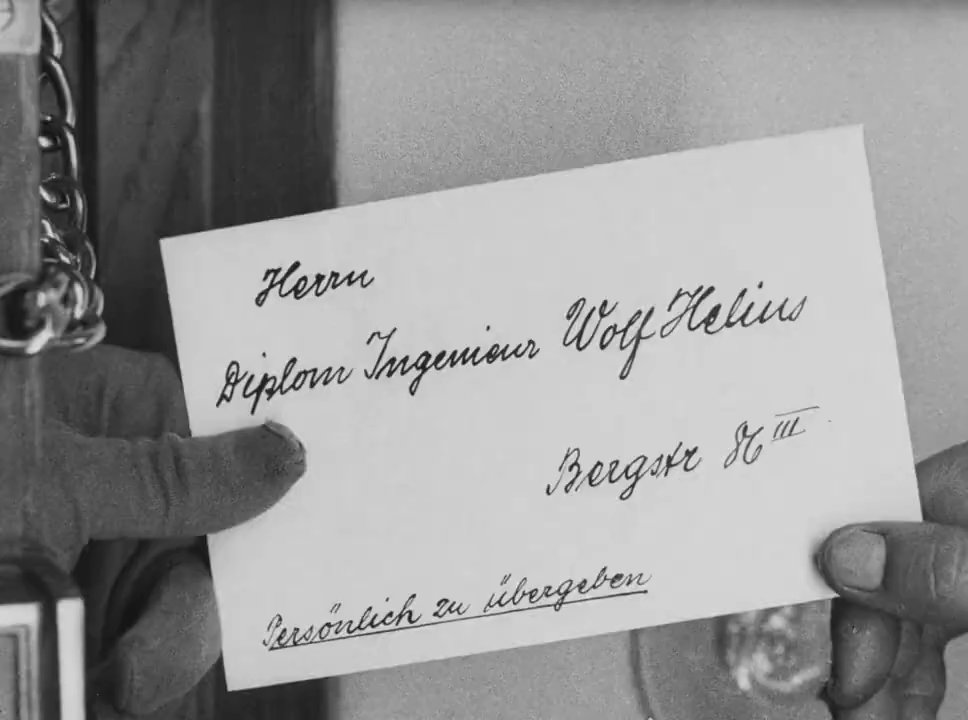 Herrn
Diplom Ingenieur Wolf Helius
Bergstr 86 III
Persönlich zu übergeben